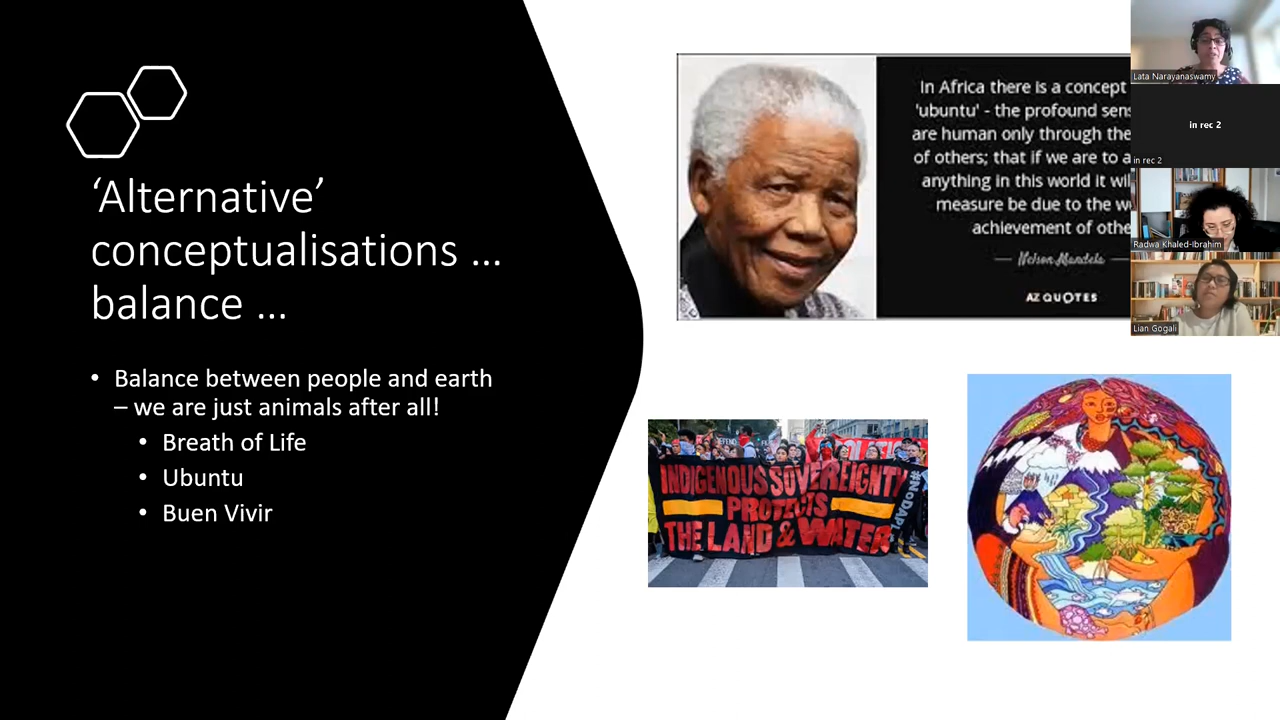 ‘Alternative’
conceptualisations ...
balance ...
• Balance between people and earth
– we are just animals after all!
• Breath of Life
• Ubuntu
• Buen Vivir
In Africa there is a concept
'ubuntu' - the profound sens
are human only through the
of others; that if we are to a
anything in this world it wil
measure be due to the w
achievement of othe
— Nelson Mandela —
AZ QUOTES
INDIGENOUS SOVEREIGNTY
PROTECTS
THE LAND & WATER
#NODAPL
Lata Narayanaswamy
in rec 2
in rec 2
Radwa Khaled-Ibrahim
Lian Gogali